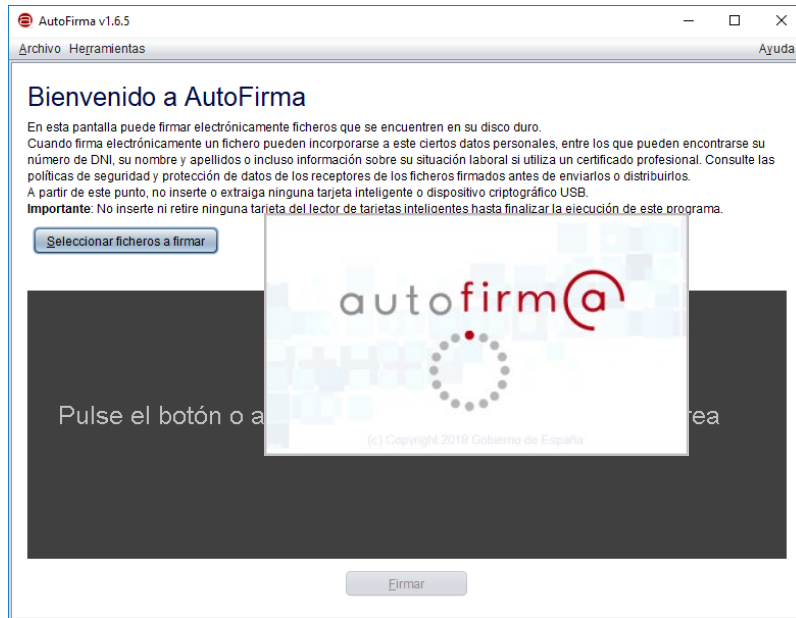 AutoFirma v1.6.5
Archivo Herramientas Ayuda
Bienvenido a AutoFirma
En esta pantalla puede firmar electrónicamente ficheros que se encuentren en su disco duro.
Cuando firma electrónicamente un fichero pueden incorporarse a este ciertos datos personales, entre los que pueden encontrarse su
número de DNI, su nombre y apellidos o incluso información sobre su situación laboral si utiliza un certificado profesional. Consulte las
políticas de seguridad y protección de datos de los receptores de los ficheros firmados antes de enviarlos o distribuirlos.
A partir de este punto, no inserte o extraiga ninguna tarjeta inteligente o dispositivo criptográfico USB.
Importante: No inserte ni retire ninguna tarjeta del lector de tarjetas inteligentes hasta finalizar la ejecución de este programa.
Seleccionar ficheros a firmar
autofirm@
Pulse el botón o a rea
(c) Copyright 2018 Gobierno de España
Firmar